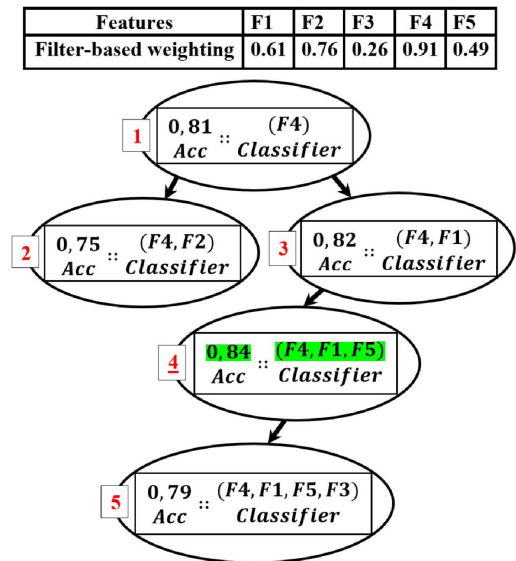 Features F1 F2 F3 F4 F5
Filter-based weighting 0.61 0.76 0.26 0.91 0.49
1
0,81 :: (F4)
Acc Classifier
2
0,75 :: (F4, F2)
Acc Classifier
3
0,82 :: (F4, F1)
Acc Classifier
4
0,84 :: (F4, F1, F5)
Acc Classifier
5
0,79 :: (F4, F1, F5, F3)
Acc Classifier